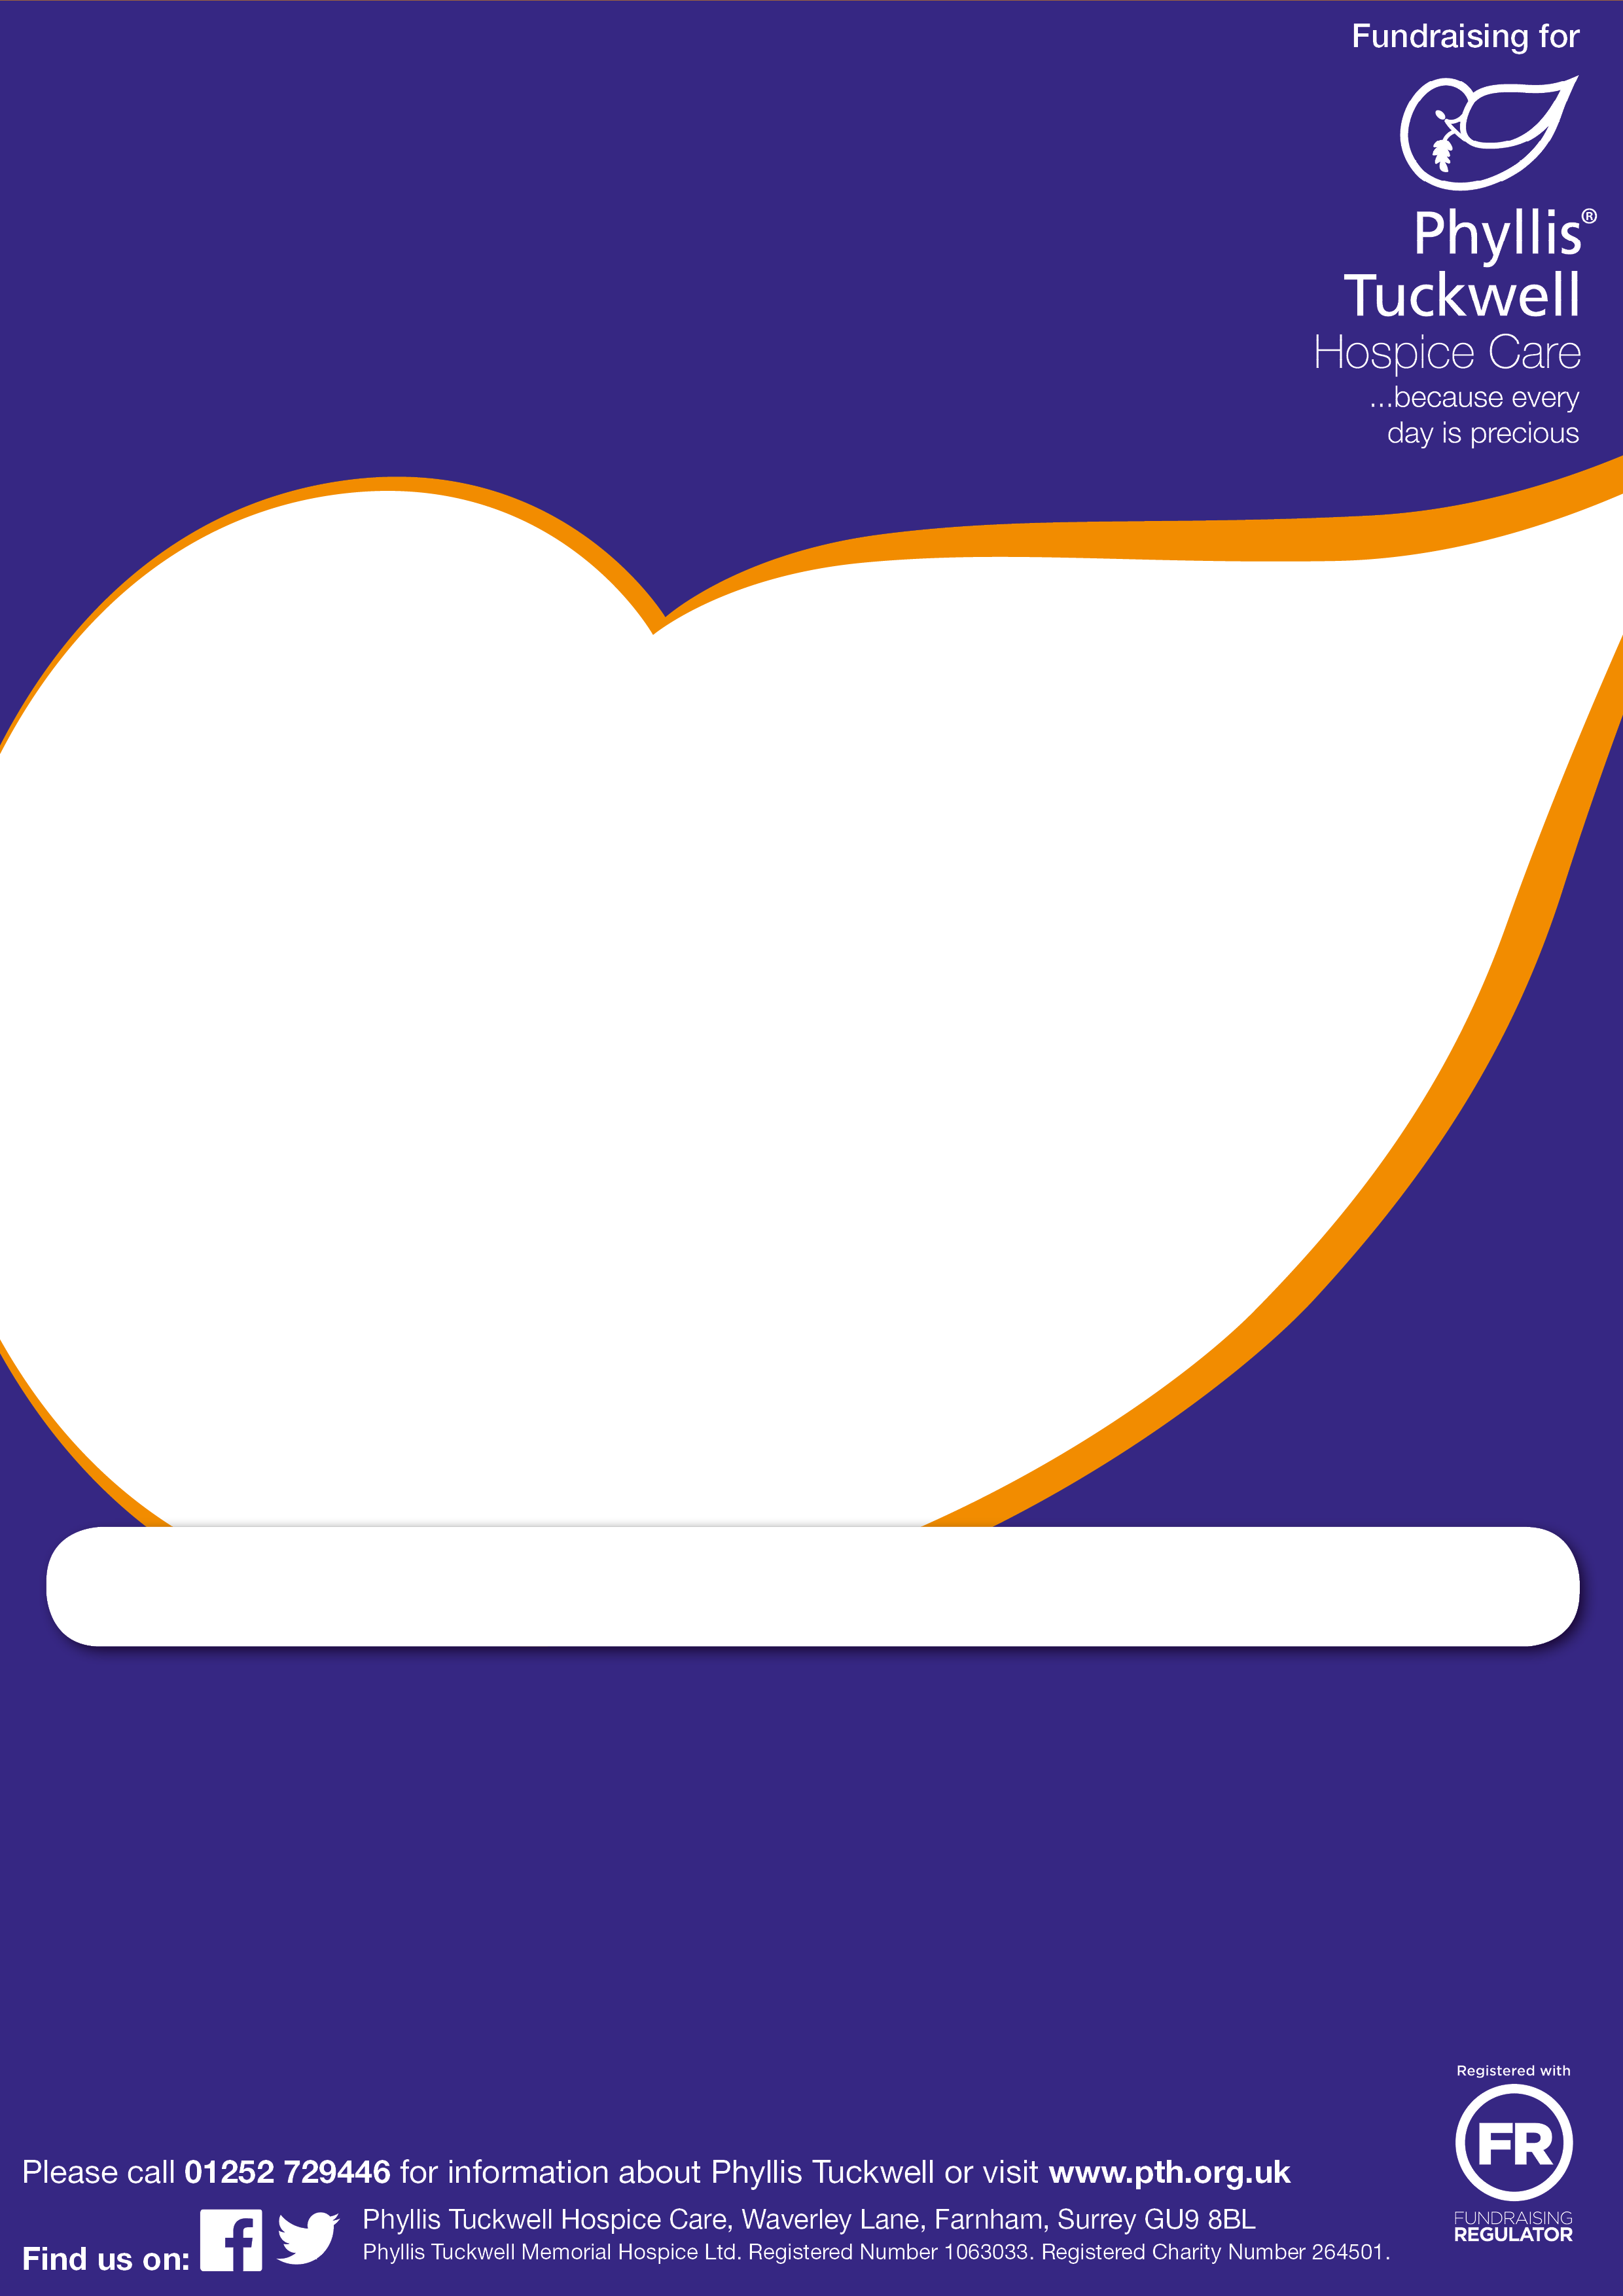 Fundraising for
Phyllis®
Tuckwell
Hospice Care
...because every
day is precious
Registered with
FR
FUNDRAISING
REGULATOR
Please call 01252 729446 for information about Phyllis Tuckwell or visit www.pth.org.uk
Find us on:
Phyllis Tuckwell Hospice Care, Waverley Lane, Farnham, Surrey GU9 8BL
Phyllis Tuckwell Memorial Hospice Ltd. Registered Number 1063033. Registered Charity Number 264501.